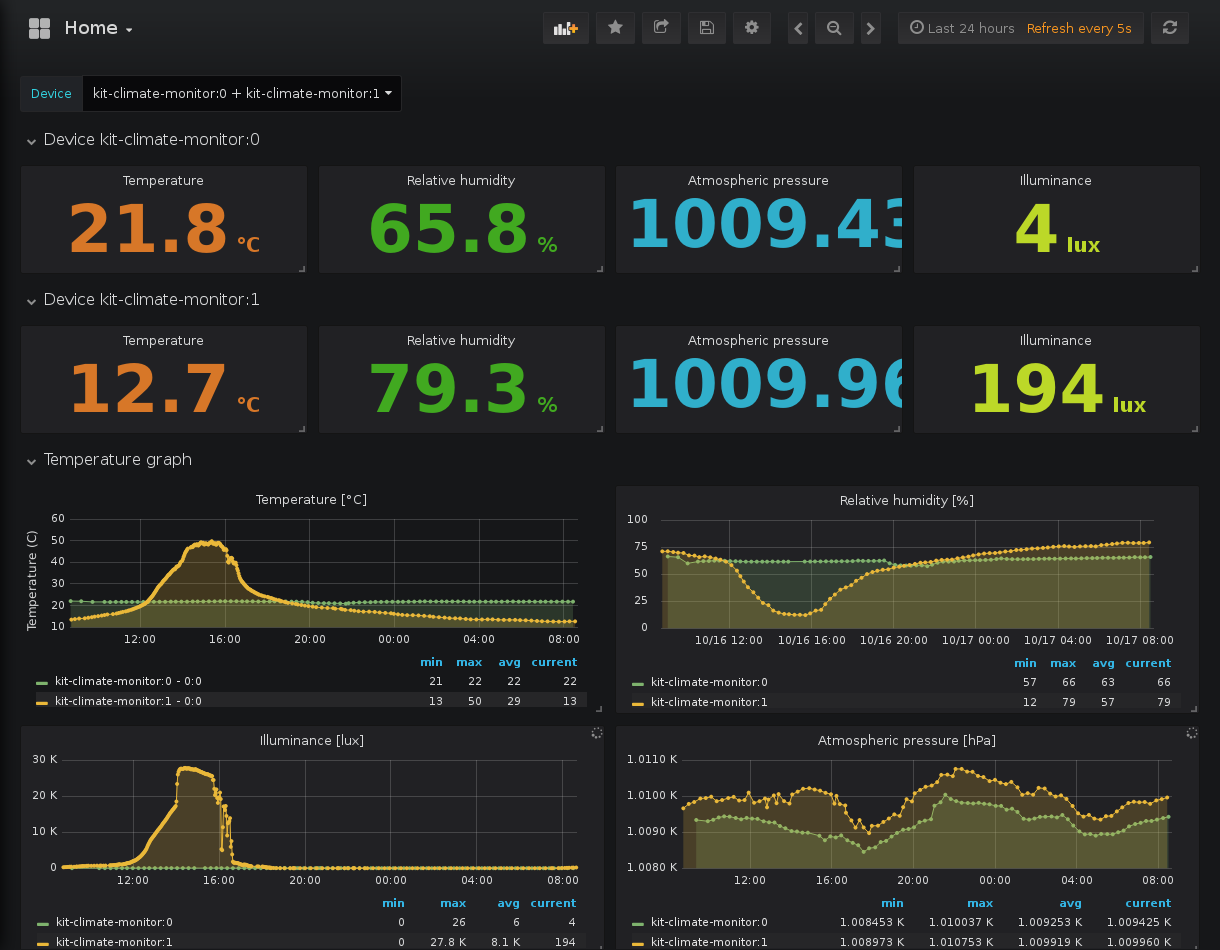 Home
Last 24 hours Refresh every 5s
Device kit-climate-monitor:0 + kit-climate-monitor:1
Device kit-climate-monitor:0
Temperature Relative humidity Atmospheric pressure Illuminance
21.8 °C 65.8 % 1009.43 4 lux
Device kit-climate-monitor:1
Temperature Relative humidity Atmospheric pressure Illuminance
12.7 °C 79.3 % 1009.96 194 lux
Temperature graph
Temperature [°C]
Temperature (C)
60
50
40
30
20
10
12:00 16:00 20:00 00:00 04:00 08:00
min max avg current
kit-climate-monitor:0 - 0:0 21 22 22 22
kit-climate-monitor:1 - 0:0 13 50 29 13
Relative humidity [%]
100
75
50
25
0
10/16 12:00 10/16 16:00 10/16 20:00 10/17 00:00 10/17 04:00 10/17 08:00
min max avg current
kit-climate-monitor:0 57 66 63 66
kit-climate-monitor:1 12 79 57 79
Illuminance [lux]
30 K
20 K
10 K
0
12:00 16:00 20:00 00:00 04:00 08:00
min max avg current
kit-climate-monitor:0 0 26 6 4
kit-climate-monitor:1 0 27.8 K 8.1 K 194
Atmospheric pressure [hPa]
1.0110 K
1.0100 K
1.0090 K
1.0080 K
12:00 16:00 20:00 00:00 04:00 08:00
min max avg current
kit-climate-monitor:0 1.008453 K 1.010037 K 1.009253 K 1.009425 K
kit-climate-monitor:1 1.008973 K 1.010753 K 1.009919 K 1.009960 K